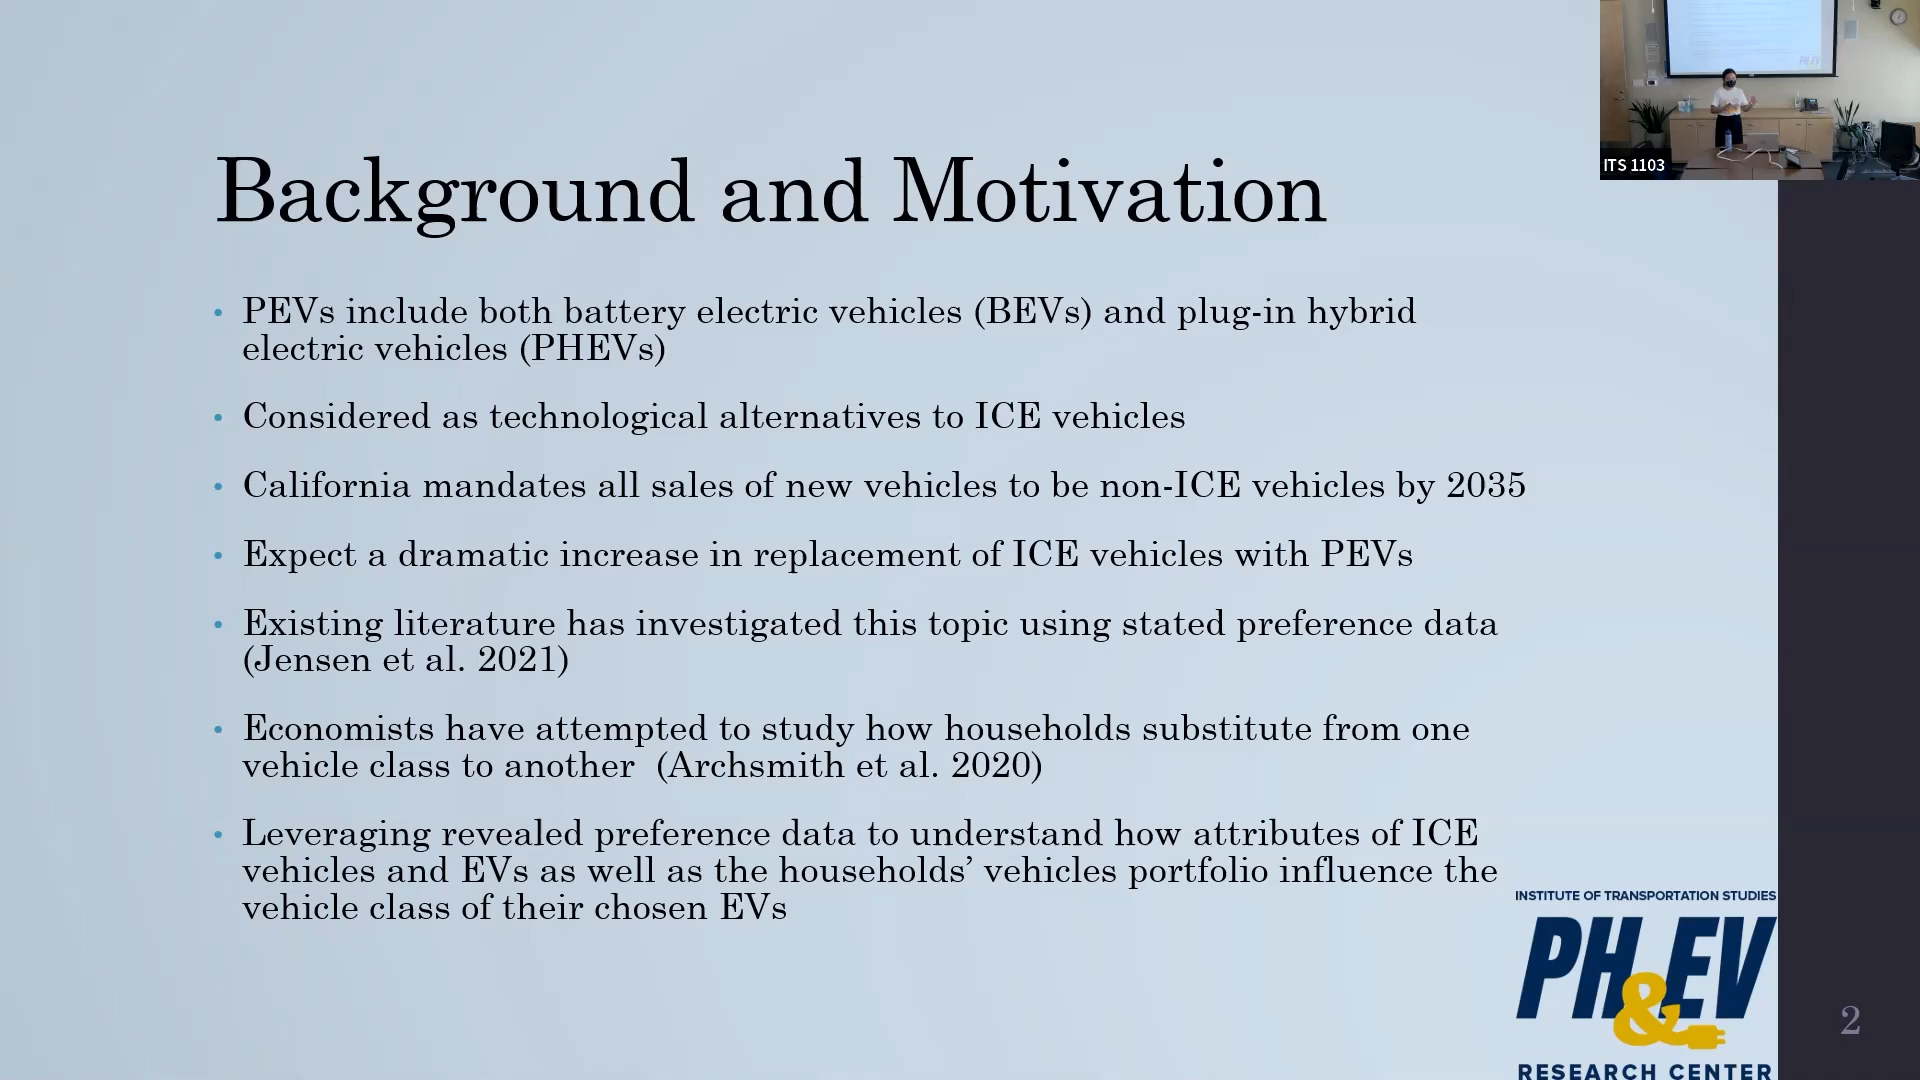 ITS 1103
Background and Motivation
• PEVs include both battery electric vehicles (BEVs) and plug-in hybrid
electric vehicles (PHEVs)
• Considered as technological alternatives to ICE vehicles
• California mandates all sales of new vehicles to be non-ICE vehicles by 2035
• Expect a dramatic increase in replacement of ICE vehicles with PEVs
• Existing literature has investigated this topic using stated preference data
(Jensen et al. 2021)
• Economists have attempted to study how households substitute from one
vehicle class to another (Archsmith et al. 2020)
• Leveraging revealed preference data to understand how attributes of ICE
vehicles and EVs as well as the households’ vehicles portfolio influence the
vehicle class of their chosen EVs
INSTITUTE OF TRANSPORTATION STUDIES
PH&EV
RESEARCH CENTER
2